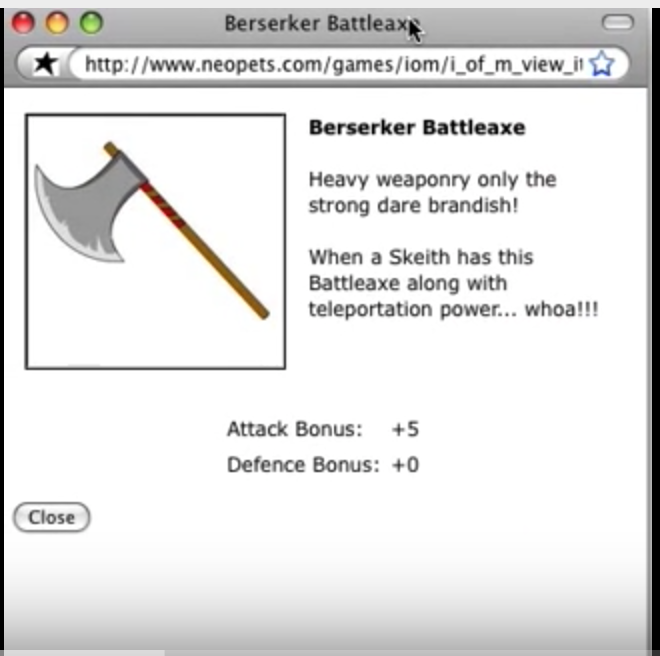 Berserker Battleaxe
http://www.neopets.com/games/iom/i_of_m_view_it
Berserker Battleaxe
Heavy weaponry only the
strong dare brandish!
When a Skeith has this
Battleaxe along with
teleportation power... whoa!!!
Attack Bonus: +5
Defence Bonus: +0
Close